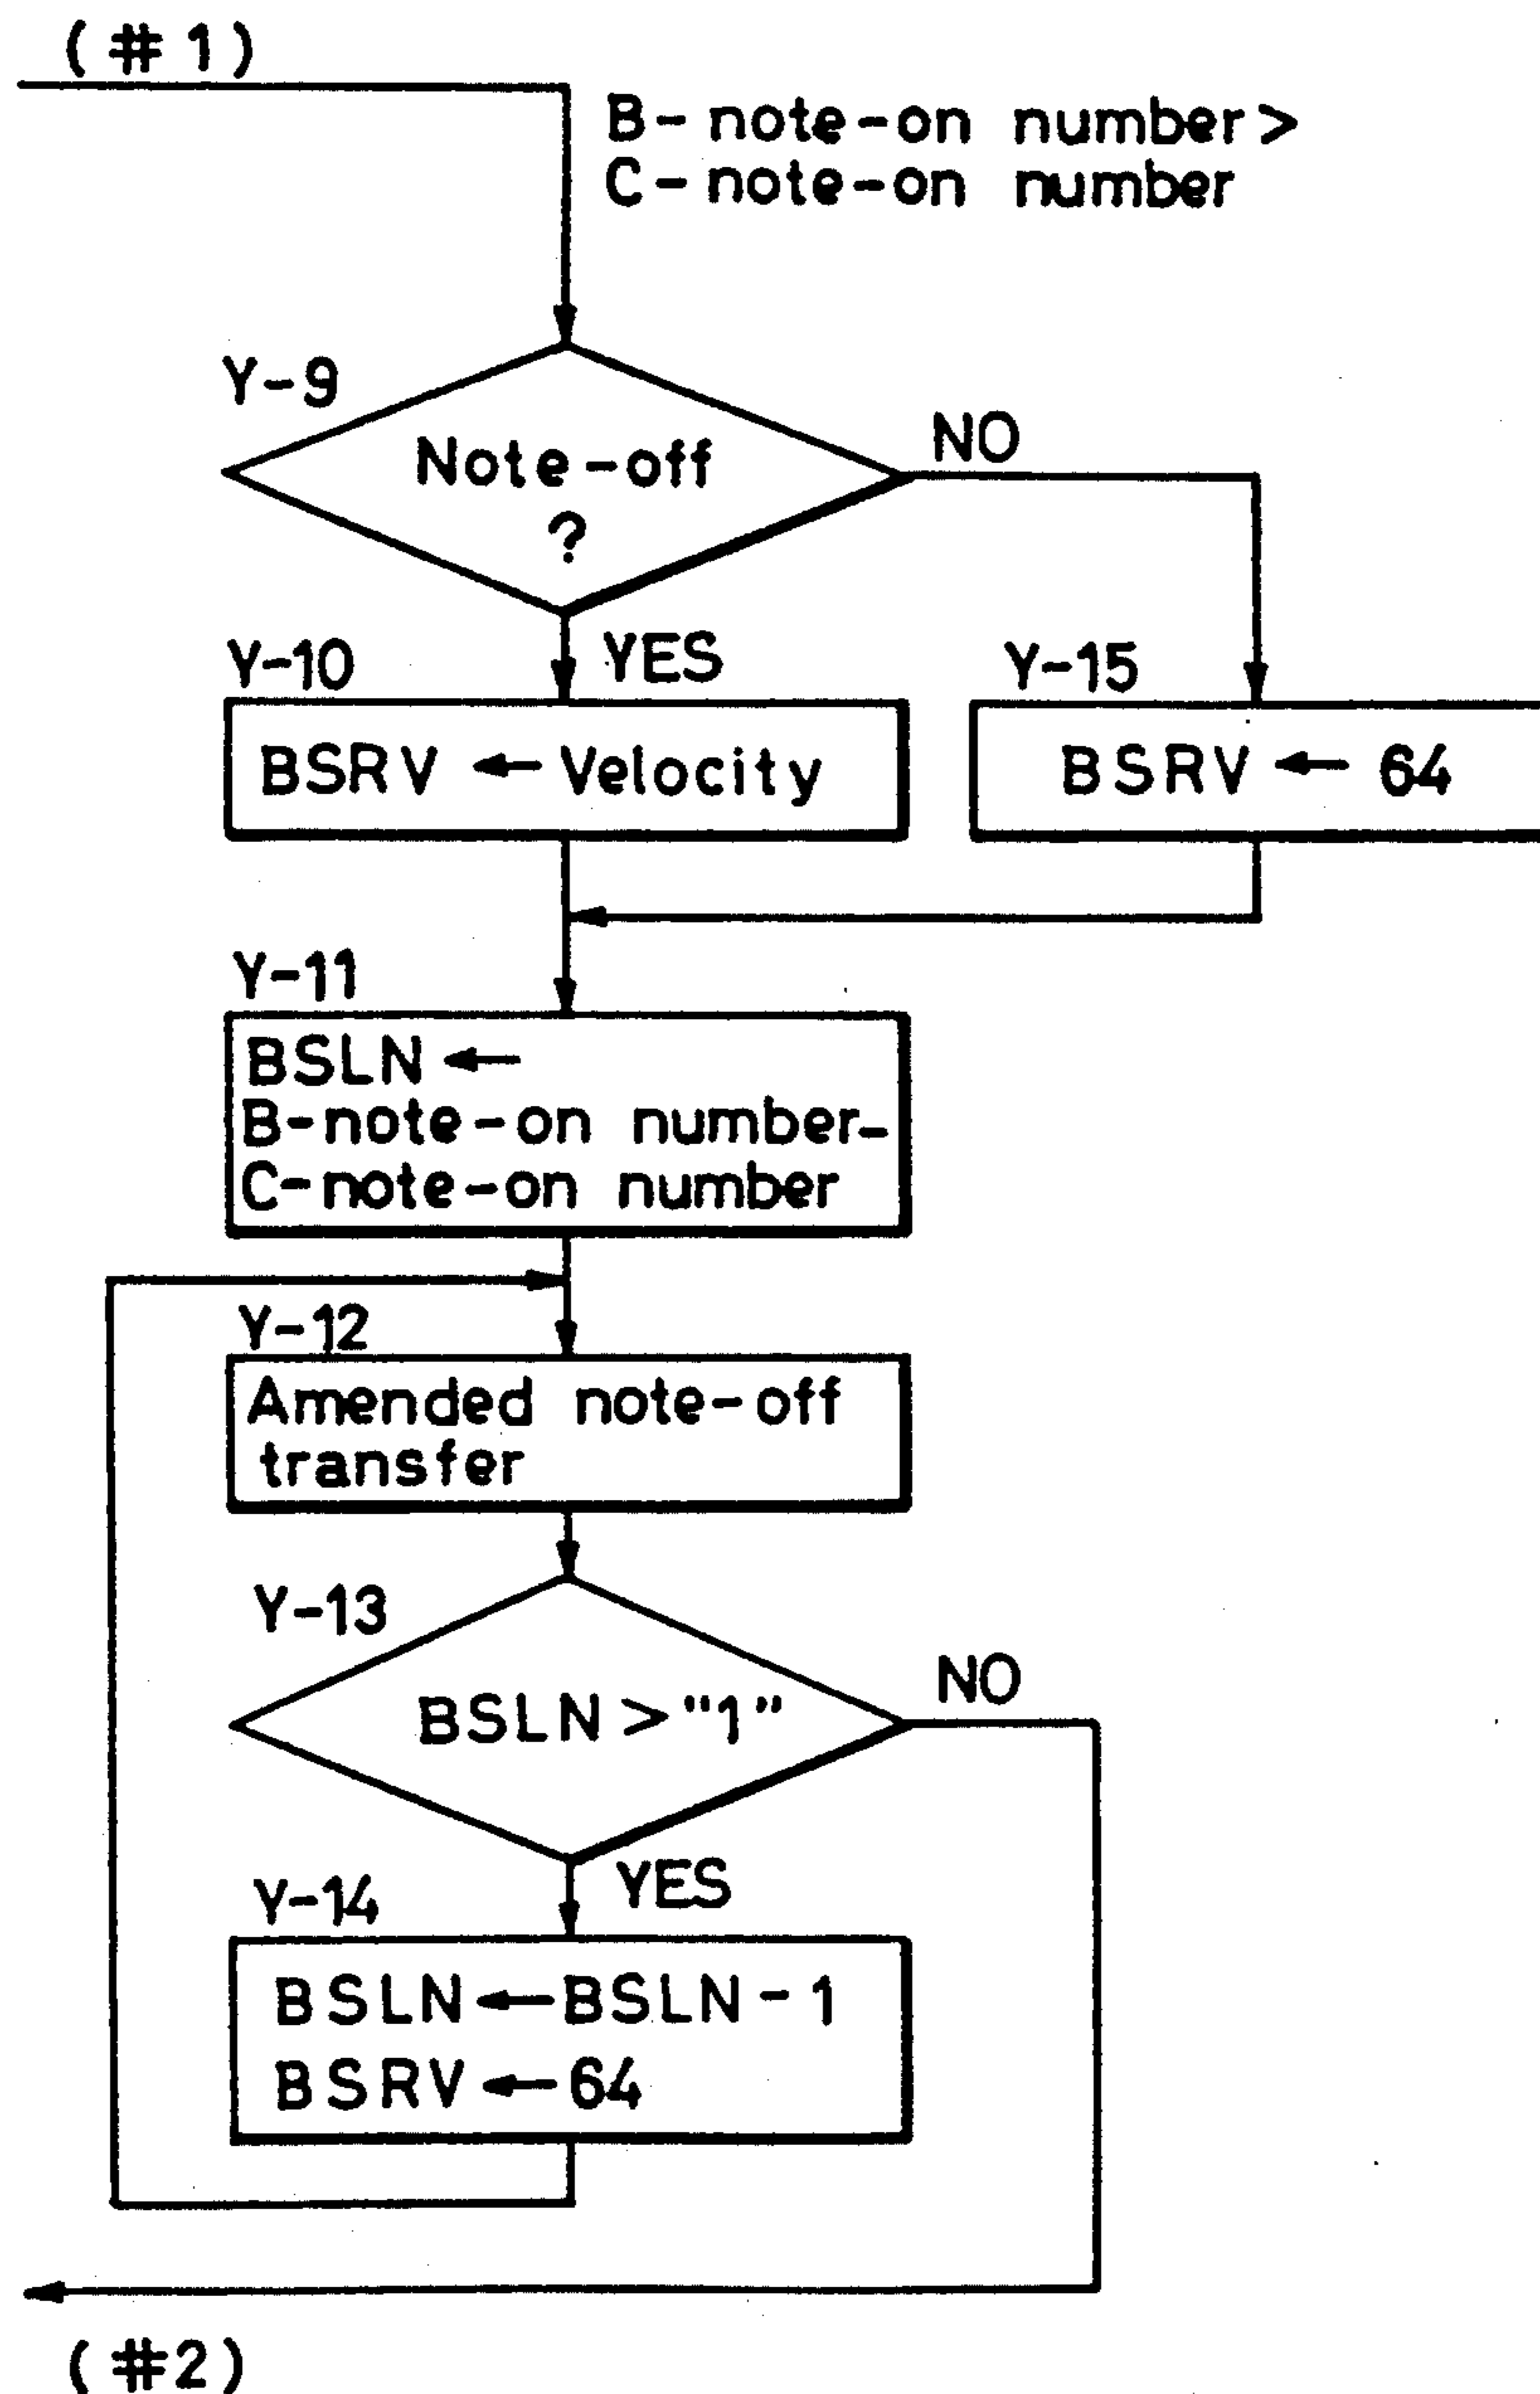 (#1)
B-note-on number>
C-note-on number
Y-9
Note-off
?
NO
YES
Y-10
BSRV ← Velocity
Y-15
BSRV ← 64
Y-11
BSLN ←
B-note-on number-
C-note-on number
Y-12
Amended note-off
transfer
Y-13
BSLN > "1"
NO
YES
Y-14
BSLN ← BSLN - 1
BSRV ← 64
(#2)